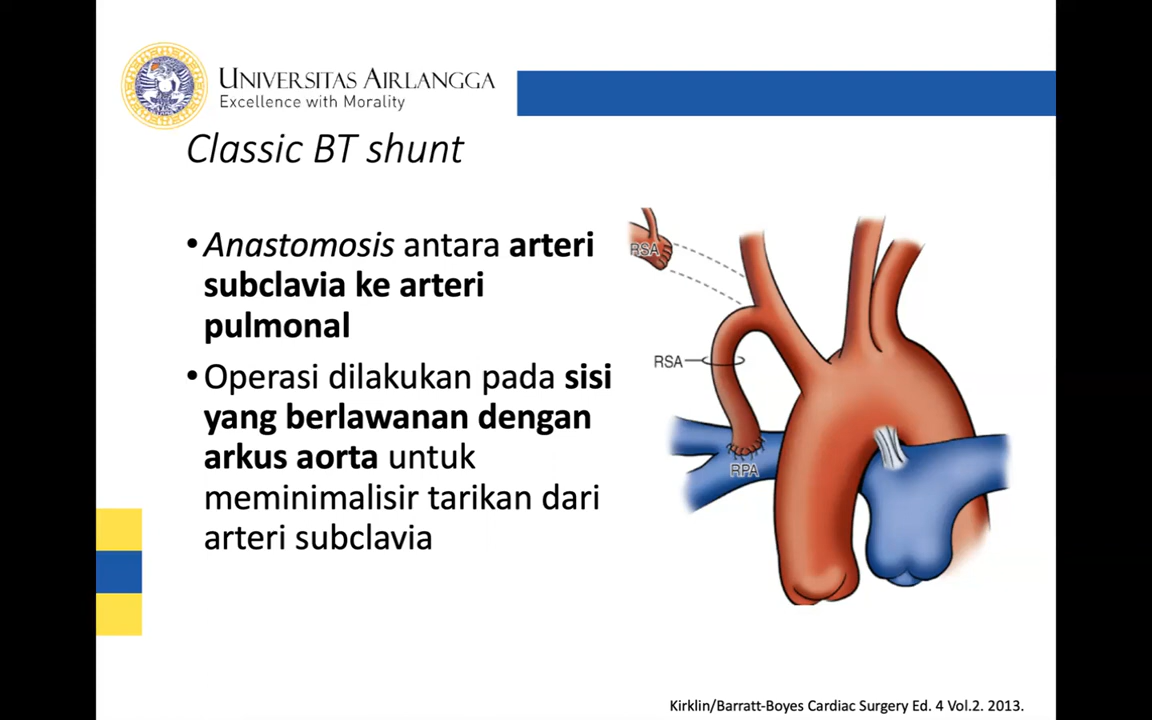 UNIVERSITAS AIRLANGGA
Excellence with Morality
Classic BT shunt
•Anastomosis antara arteri
subclavia ke arteri
pulmonal
•Operasi dilakukan pada sisi
yang berlawanan dengan
arkus aorta untuk
meminimalisir tarikan dari
arteri subclavia
RSA
RSA
RPA
Kirklin/Barratt-Boyes Cardiac Surgery Ed. 4 Vol.2. 2013.